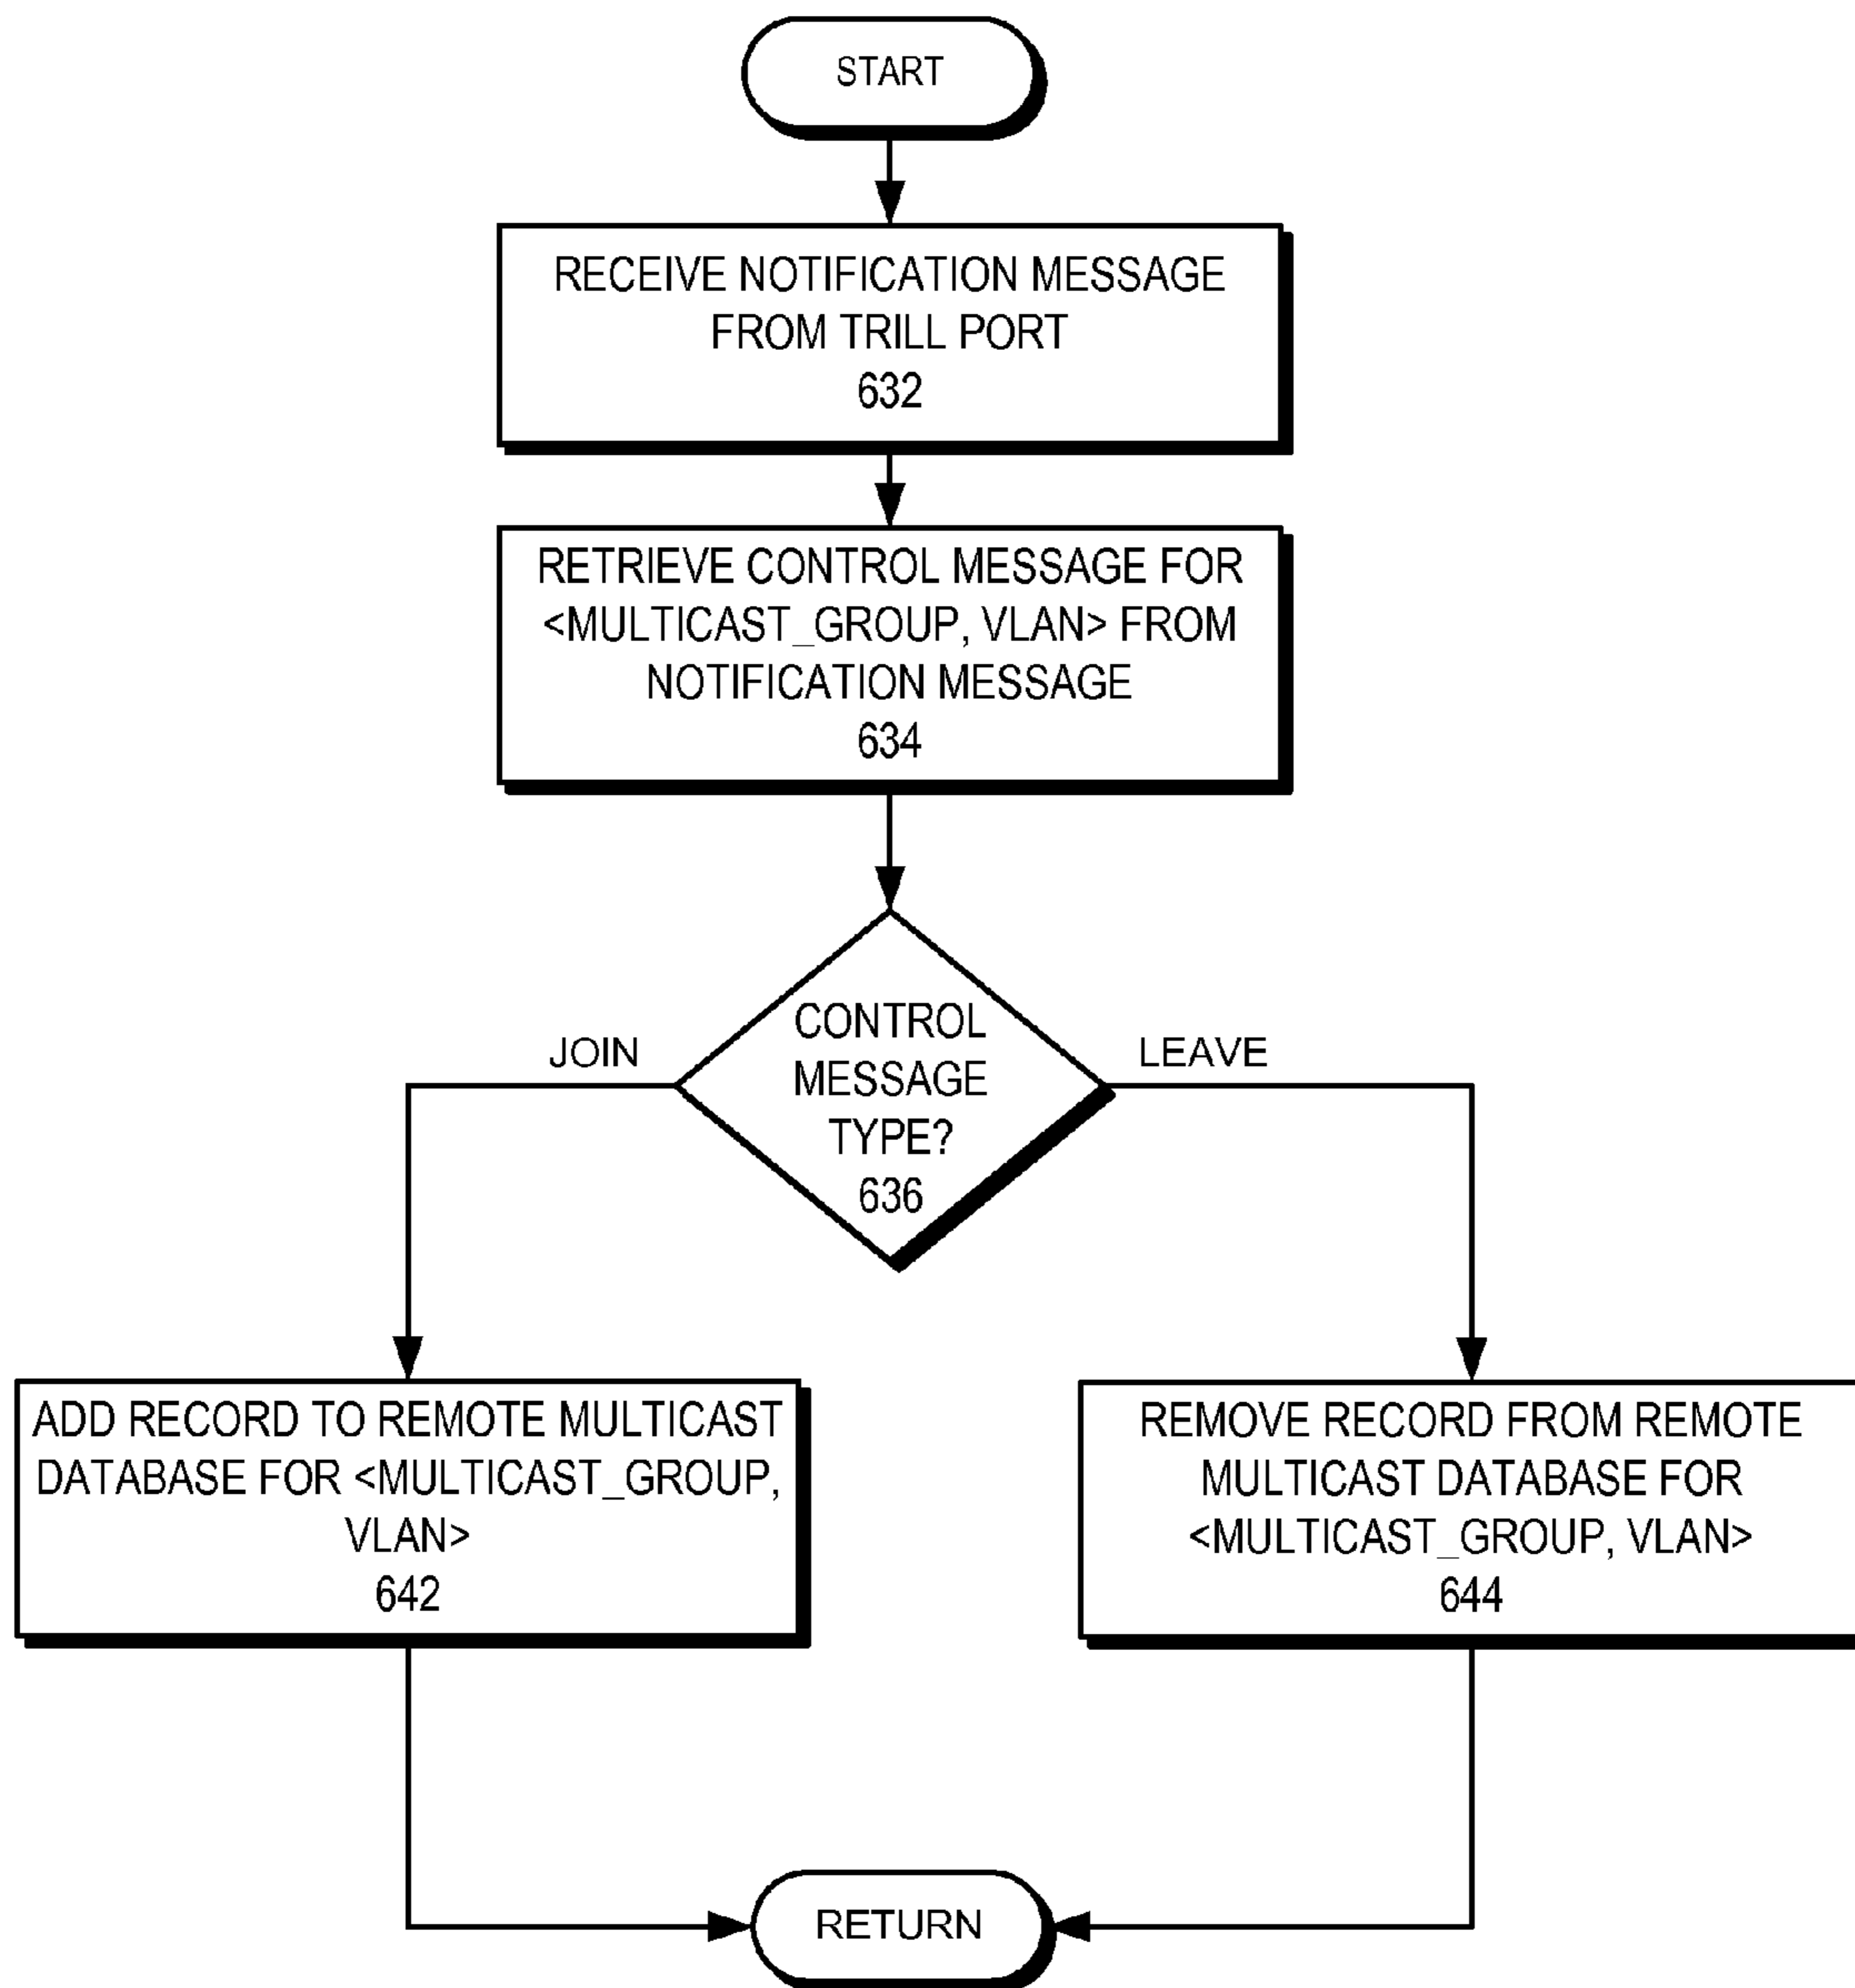 START
RECEIVE NOTIFICATION MESSAGE
FROM TRILL PORT
632
RETRIEVE CONTROL MESSAGE FOR
<MULTICAST_GROUP, VLAN> FROM
NOTIFICATION MESSAGE
634
CONTROL
MESSAGE
TYPE?
636
JOIN
LEAVE
ADD RECORD TO REMOTE MULTICAST
DATABASE FOR <MULTICAST_GROUP,
VLAN>
642
REMOVE RECORD FROM REMOTE
MULTICAST DATABASE FOR
<MULTICAST_GROUP, VLAN>
644
RETURN